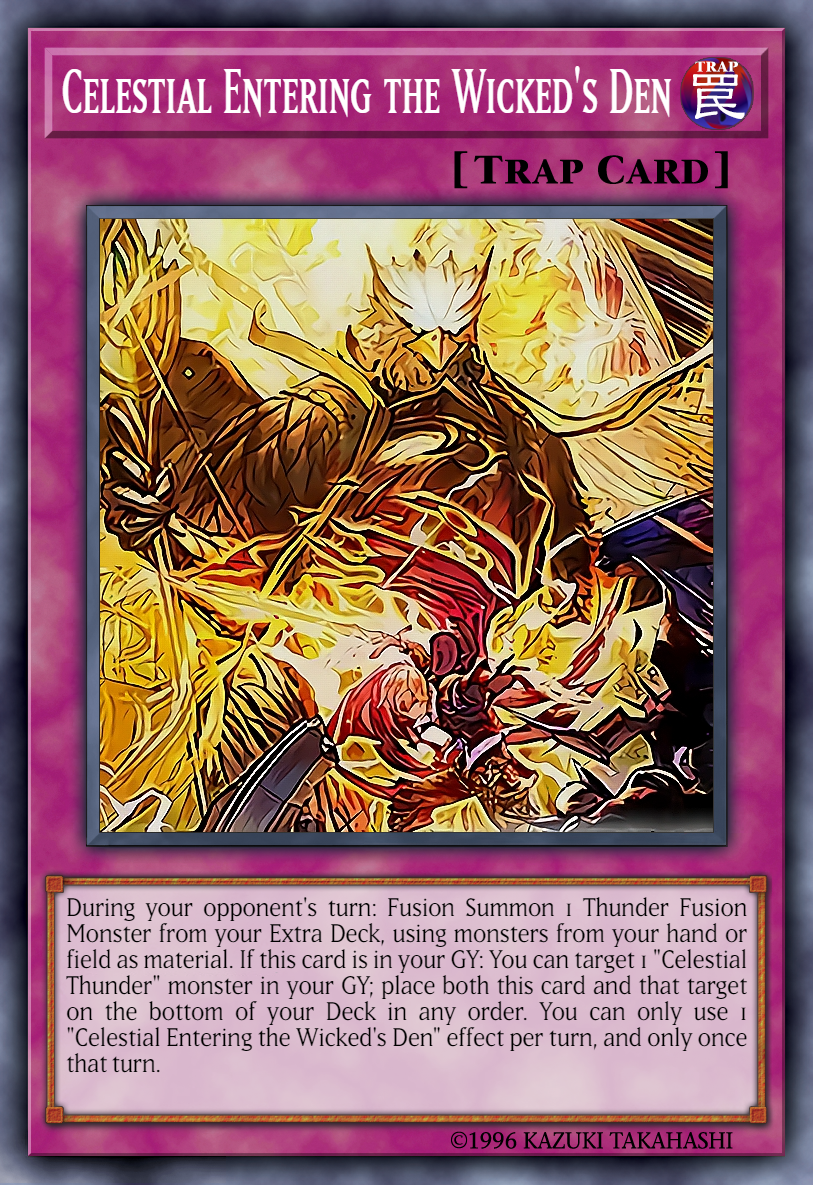 Celestial Entering the Wicked's Den
TRAP
罠
[Trap Card]
During your opponent's turn: Fusion Summon 1 Thunder Fusion
Monster from your Extra Deck, using monsters from your hand or
field as material. If this card is in your GY: You can target 1 "Celestial
Thunder" monster in your GY; place both this card and that target
on the bottom of your Deck in any order. You can only use 1
"Celestial Entering the Wicked's Den" effect per turn, and only once
that turn.
©1996 KAZUKI TAKAHASHI